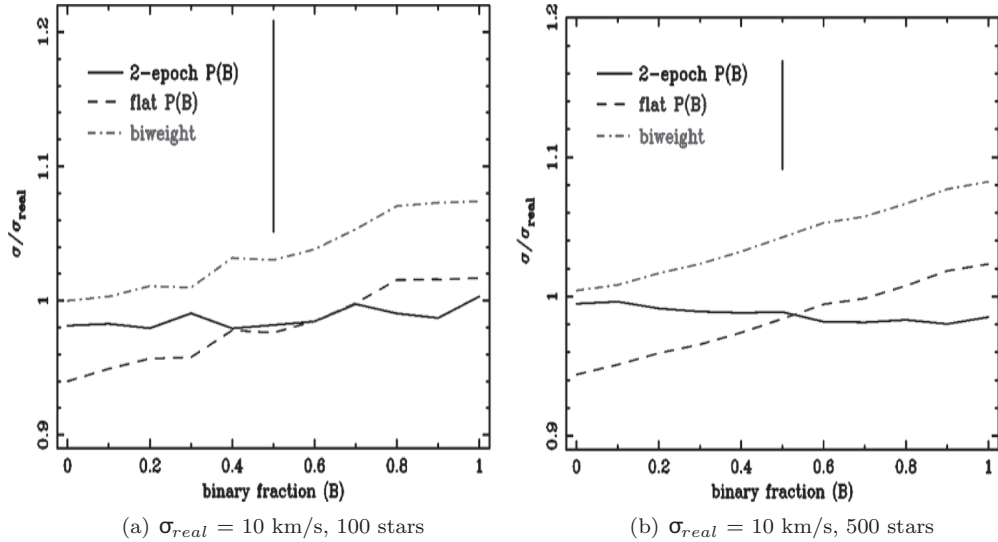 1.2
1.1
1
0.9
σ/σreal
2-epoch P(B)
flat P(B)
biweight
0 0.2 0.4 0.6 0.8 1
binary fraction (B)
(a) σreal = 10 km/s, 100 stars
1.2
1.1
1
0.9
σ/σreal
2-epoch P(B)
flat P(B)
biweight
0 0.2 0.4 0.6 0.8 1
binary fraction (B)
(b) σreal = 10 km/s, 500 stars